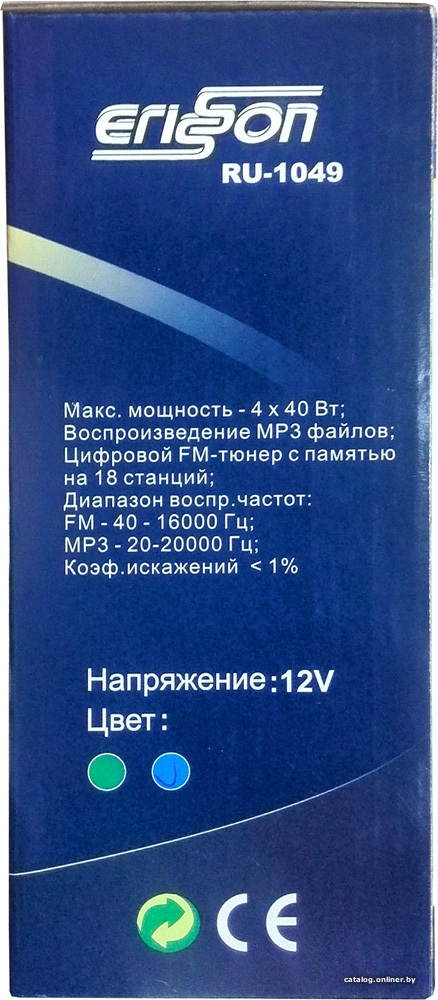 Erisson
RU-1049
Макс. мощность - 4 x 40 Вт;
Воспроизведение MP3 файлов;
Цифровой FM-тюнер с памятью
на 18 станций;
Диапазон воспр.частот:
FM - 40 - 16000 Гц;
MP3 - 20-20000 Гц;
Коэф.искажений < 1%
Напряжение:12V
Цвет:
CE
catalog.onliner.by